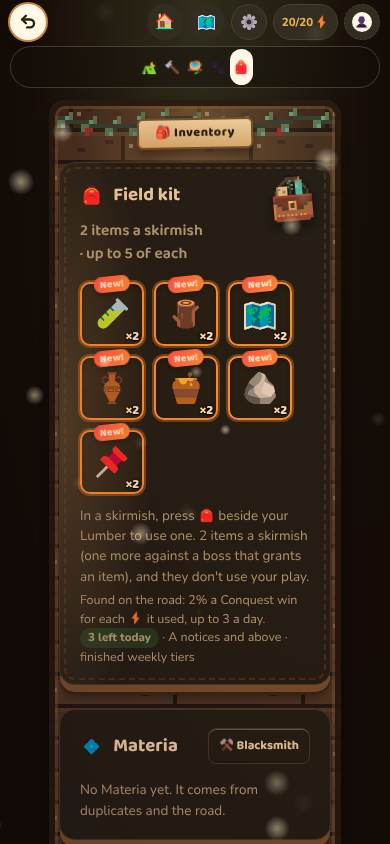 20/20
Inventory
Field kit
2 items a skirmish
· up to 5 of each
New! New! New!
×2 ×2 ×2
New! New! New!
×2 ×2 ×2
New!
×2
In a skirmish, press beside your
Lumber to use one. 2 items a skirmish
(one more against a boss that grants
an item), and they don't use your play.
Found on the road: 2% a Conquest win
for each it used, up to 3 a day.
3 left today · A notices and above ·
finished weekly tiers
Materia
Blacksmith
No Materia yet. It comes from
duplicates and the road.